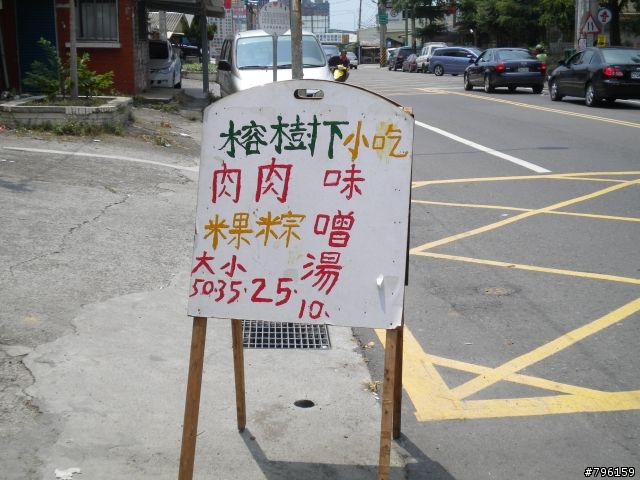 榕樹下小吃
肉粿
大小
50.35.
肉粽
25.
味噌湯
10.
#796159